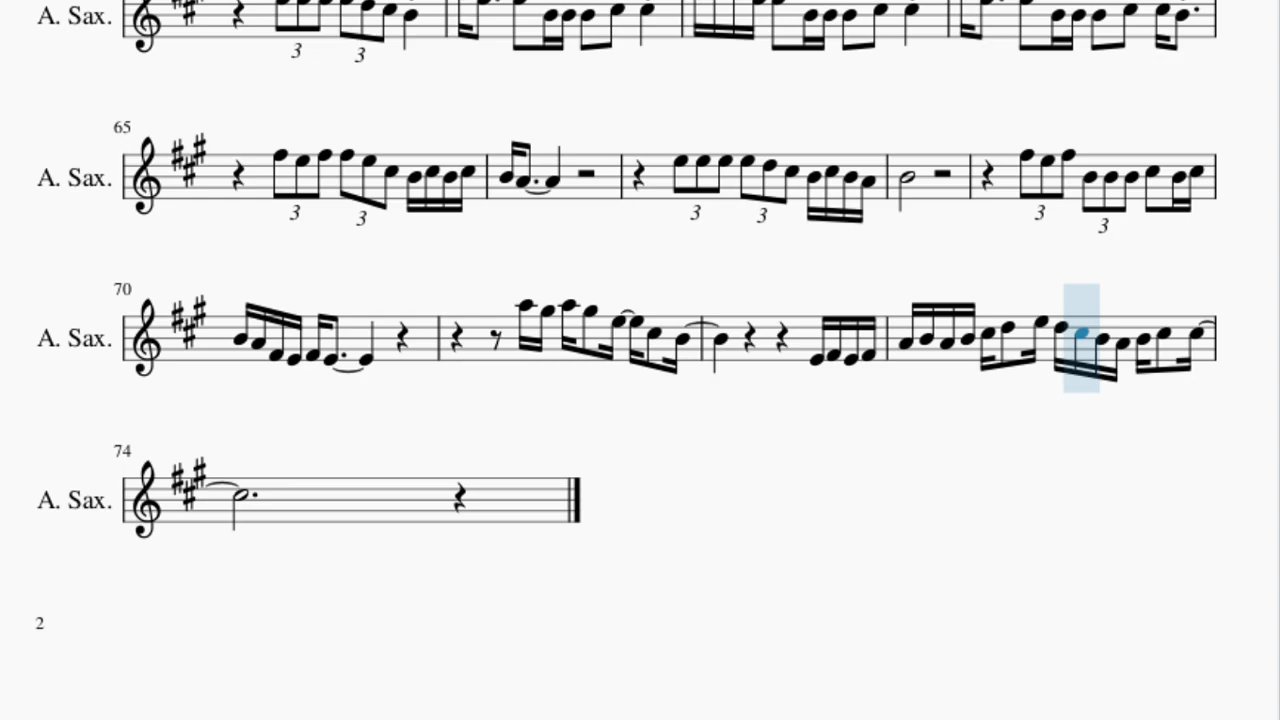 A. Sax.
3 3
65
A. Sax.
3 3 3 3 3 3
70
A. Sax.
74
A. Sax.
2